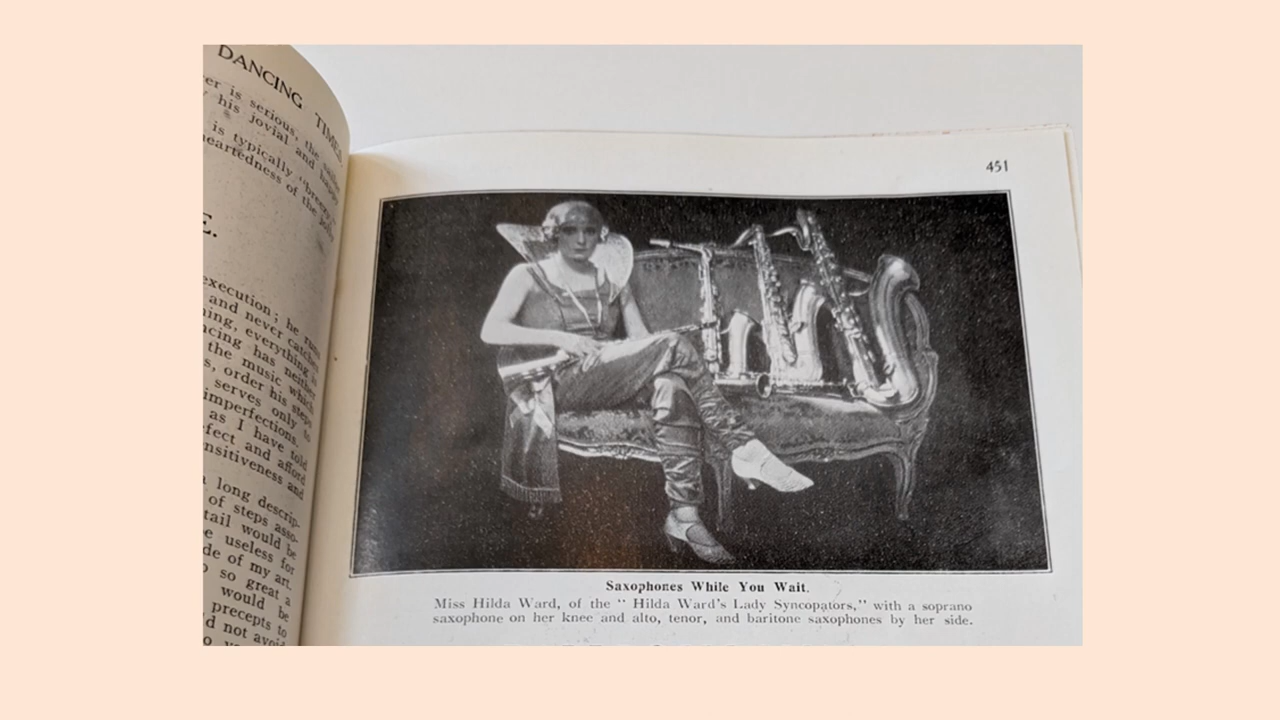 DANCING TIMES
er is serious, the
his jovial and
is typically "breezy,"
heartedness of the
E.
execution; he
and never
ning, everything is
ncing has neither
the music which
s, order his steps
serves only to
imperfections.
as I have told
rfect and afford
nsitiveness and
a long descrip-
of steps asso-
tail would be
e useless for
de of my art.
so great a
would be
precepts to
d not avoid
451
Saxophones While You Wait.
Miss Hilda Ward, of the "Hilda Ward's Lady Syncopators," with a soprano
saxophone on her knee and alto, tenor, and baritone saxophones by her side.